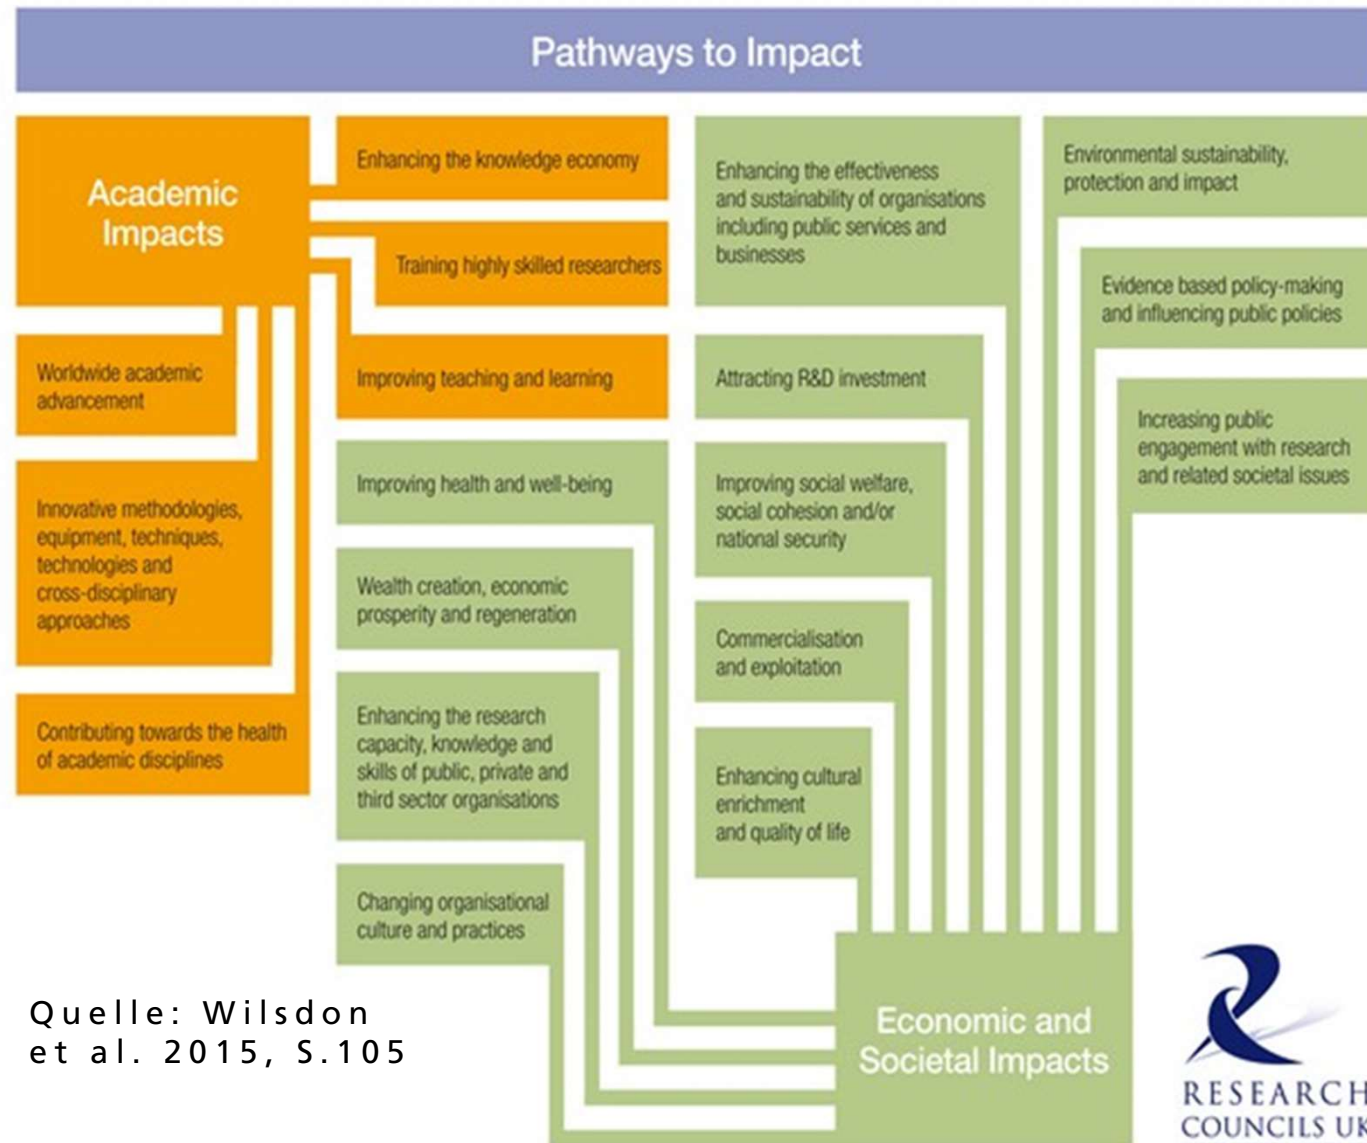 Pathways to Impact
Academic
Impacts
Worldwide academic
advancement
Innovative methodologies,
equipment, techniques,
technologies and
cross-disciplinary
approaches
Contributing towards the health
of academic disciplines
Enhancing the knowledge economy
Training highly skilled researchers
Improving teaching and learning
Improving health and well-being
Wealth creation, economic
prosperity and regeneration
Enhancing the research
capacity, knowledge and
skills of public, private and
third sector organisations
Changing organisational
culture and practices
Enhancing the effectiveness
and sustainability of organisations
including public services and
businesses
Attracting R&D investment
Improving social welfare,
social cohesion and/or
national security
Commercialisation
and exploitation
Enhancing cultural
enrichment
and quality of life
Environmental sustainability,
protection and impact
Evidence based policy-making
and influencing public policies
Increasing public
engagement with research
and related societal issues
Economic and
Societal Impacts
Quelle: Wilsdon
et al. 2015, S.105
RESEARCH
COUNCILS UK